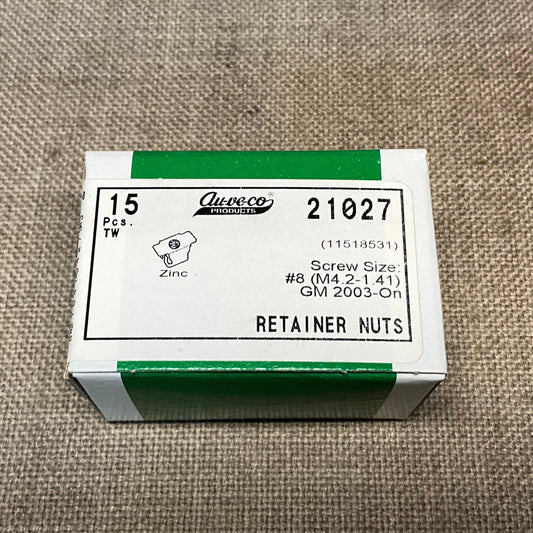 15
Pcs.
TW
au-ve-co®
PRODUCTS
21027
(11518531)
Zinc
Screw Size:
#8 (M4.2-1.41)
GM 2003-On
RETAINER NUTS